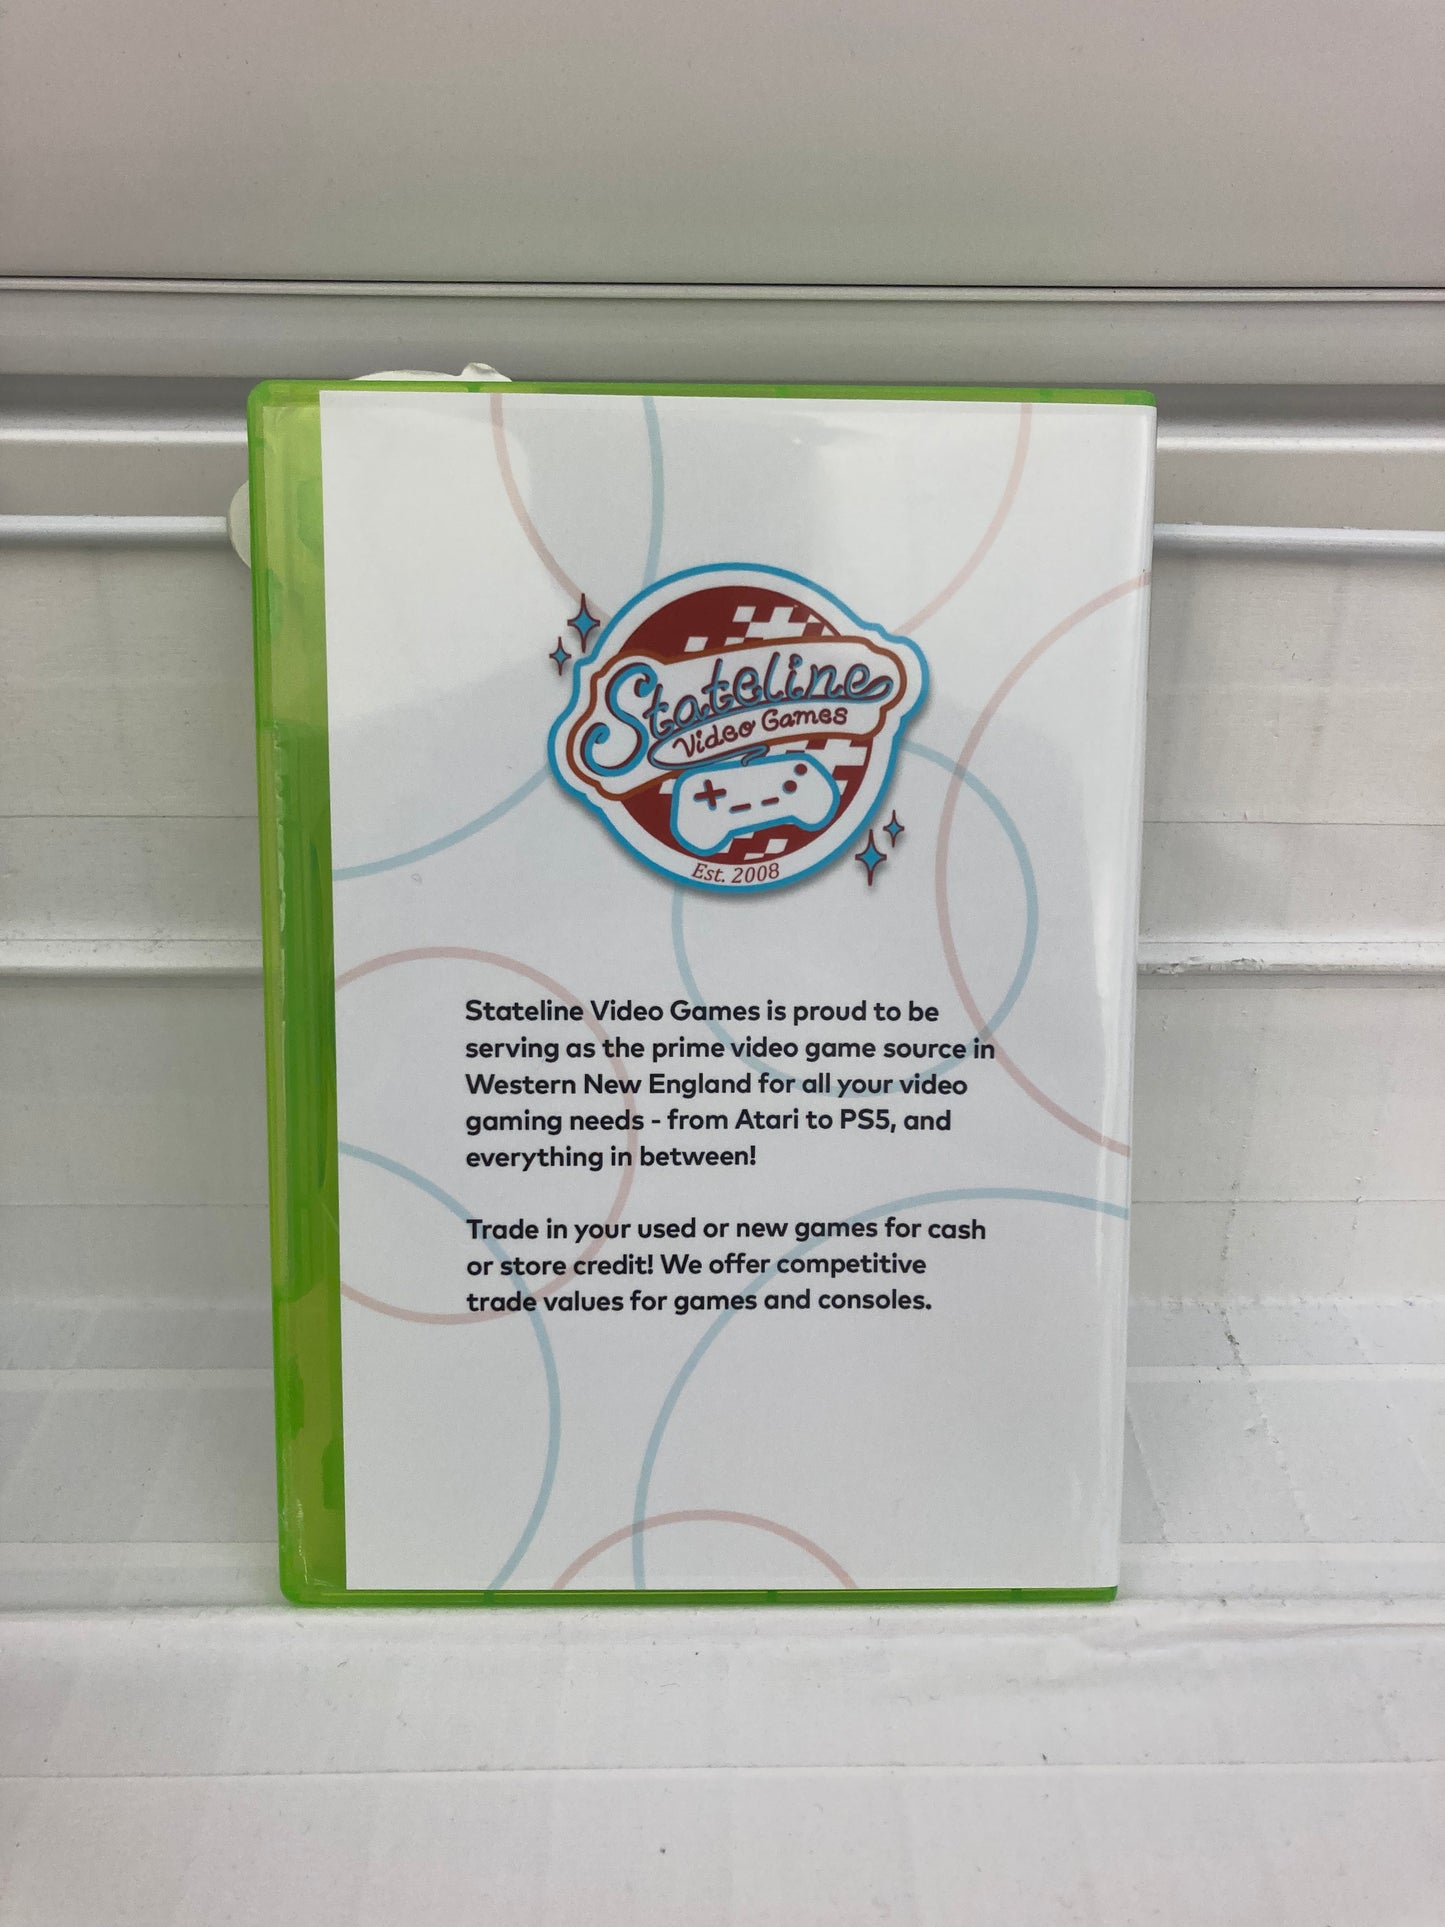 Stateline
Video Games
Est. 2008
Stateline Video Games is proud to be
serving as the prime video game source in
Western New England for all your video
gaming needs - from Atari to PS5, and
everything in between!
Trade in your used or new games for cash
or store credit! We offer competitive
trade values for games and consoles.